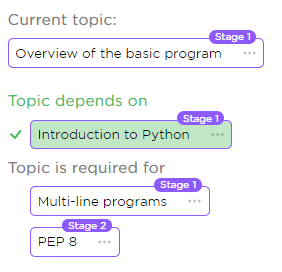 Current topic:
Stage 1
Overview of the basic program ...
Topic depends on
Stage 1
Introduction to Python ...
Topic is required for
Stage 1
Multi-line programs ...
Stage 2
PEP 8 ...